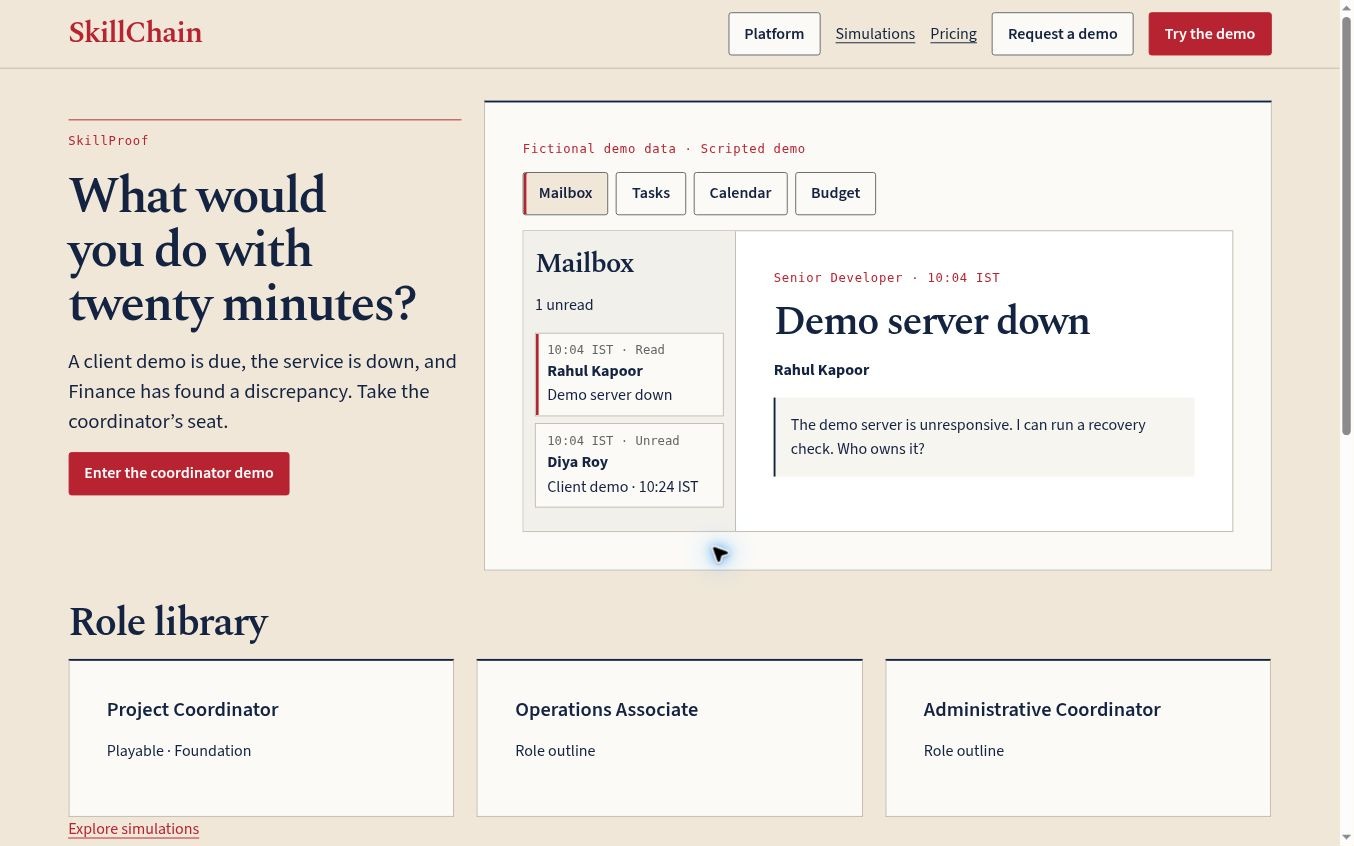 SkillChain
Platform
Simulations
Pricing
Request a demo
Try the demo
SkillProof
What would
you do with
twenty minutes?
A client demo is due, the service is down, and
Finance has found a discrepancy. Take the
coordinator’s seat.
Enter the coordinator demo
Fictional demo data · Scripted demo
Mailbox
Tasks
Calendar
Budget
Mailbox
1 unread
10:04 IST · Read
Rahul Kapoor
Demo server down
10:04 IST · Unread
Diya Roy
Client demo · 10:24 IST
Senior Developer · 10:04 IST
Demo server down
Rahul Kapoor
The demo server is unresponsive. I can run a recovery
check. Who owns it?
Role library
Project Coordinator
Playable · Foundation
Operations Associate
Role outline
Administrative Coordinator
Role outline
Explore simulations